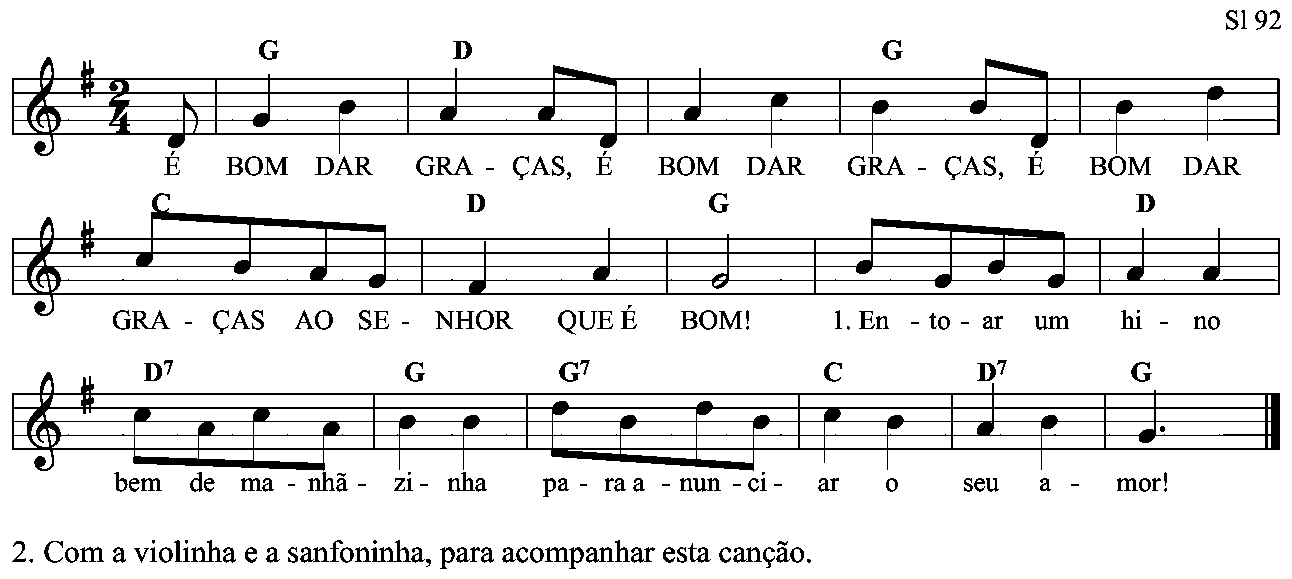 Sl 92
G D G
2
4
É BOM DAR GRA - ÇAS, É BOM DAR GRA - ÇAS, É BOM DAR
C D G D
GRA - ÇAS AO SE - NHOR QUE É BOM! 1. En - to - ar um hi - no
D7 G G7 C D7 G
bem de ma - nhã - zi - nha pa - ra a - nun - ci - ar o seu a - mor!
2. Com a violinha e a sanfoninha, para acompanhar esta canção.